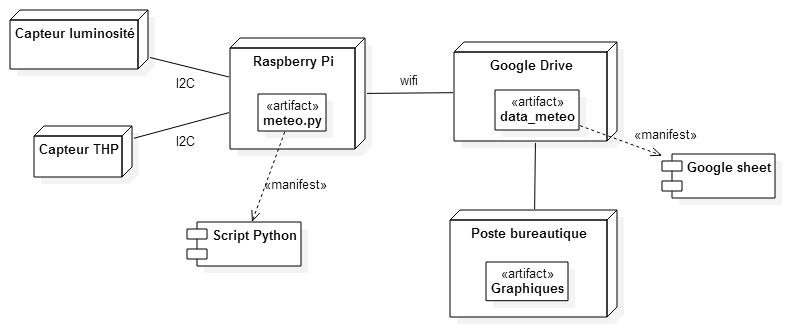 Capteur luminosité
I2C
Capteur THP
I2C
Raspberry Pi
«artifact»
meteo.py
«manifest»
Script Python
wifi
Google Drive
«artifact»
data_meteo
«manifest»
Google sheet
Poste bureautique
«artifact»
Graphiques